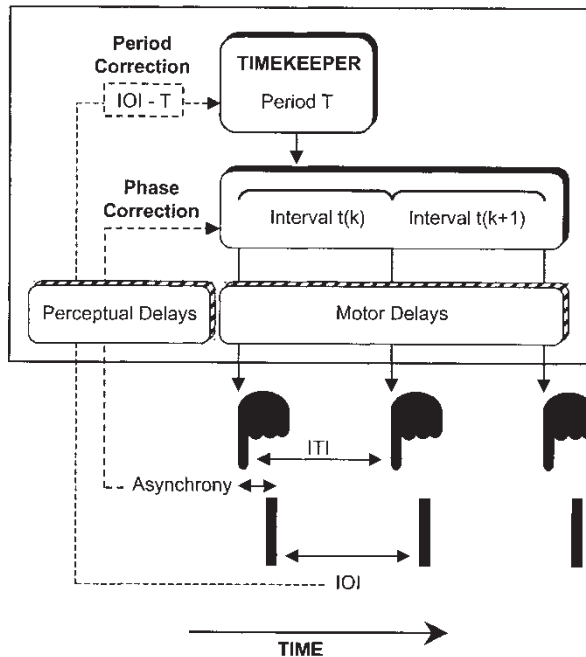 Period
Correction
TIMEKEEPER
IOI - T
Period T
Phase
Correction
Interval t(k)
Interval t(k+1)
Perceptual Delays
Motor Delays
ITI
Asynchrony
IOI
TIME